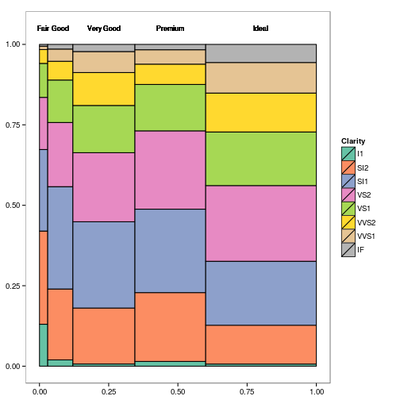 Fair Good Very Good Premium Ideal
1.00
0.75
0.50
0.25
0.00
0.00 0.25 0.50 0.75 1.00
Clarity
I1
SI2
SI1
VS2
VS1
VVS2
VVS1
IF